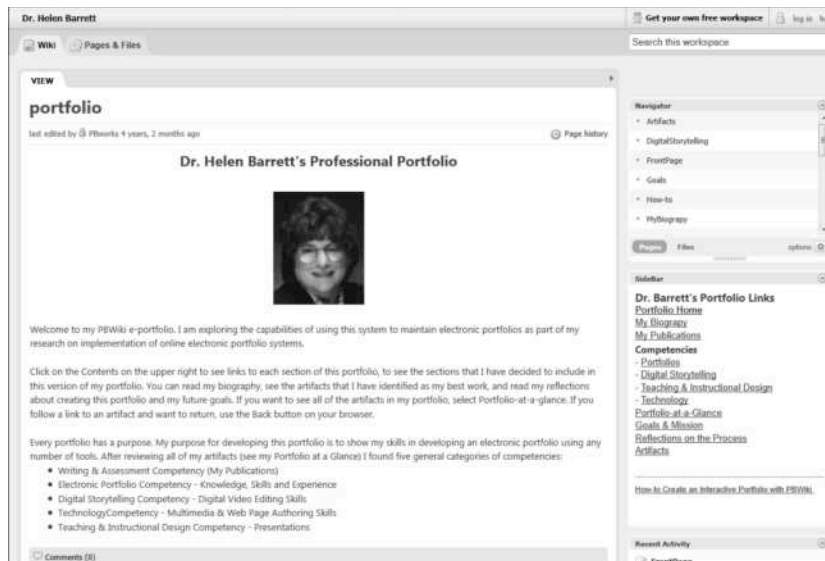 Dr. Helen Barrett
Get your own free workspace
log in
Wiki
Pages & Files
Search this workspace
VIEW
portfolio
last edited by PBworks 4 years, 2 months ago
Page history
Dr. Helen Barrett's Professional Portfolio
Welcome to my PBWiki e-portfolio. I am exploring the capabilities of using this system to maintain electronic portfolios as part of my
research on implementation of online electronic portfolio systems.
Click on the Contents on the upper right to see links to each section of this portfolio, to see the sections that I have decided to include in
this version of my portfolio. You can read my biography, see the artifacts that I have identified as my best work, and read my reflections
about creating this portfolio and my future goals. If you want to see all of the artifacts in my portfolio, select Portfolio-at-a-glance. If you
follow a link to an artifact and want to return, use the Back button on your browser.
Every portfolio has a purpose. My purpose for developing this portfolio is to show my skills in developing an electronic portfolio using any
number of tools. After reviewing all of my artifacts (see my Portfolio at a Glance) I found five general categories of competencies:
• Writing & Assessment Competency (My Publications)
• Electronic Portfolio Competency - Knowledge, Skills and Experience
• Digital Storytelling Competency - Digital Video Editing Skills
• TechnologyCompetency - Multimedia & Web Page Authoring Skills
• Teaching & Instructional Design Competency - Presentations
Comments (0)
Navigator
Artifacts
DigitalStorytelling
FrontPage
Goals
How-to
MyBiograpy
Pages
Files
options
SideBar
Dr. Barrett's Portfolio Links
Portfolio Home
My Biograpy
My Publications
Competencies
- Portfolios
- Digital Storytelling
- Teaching & Instructional Design
- Technology
Portfolio-at-a-Glance
Goals & Mission
Reflections on the Process
Artifacts
How-to Create an Interactive Portfolio with PBWiki
Recent Activity